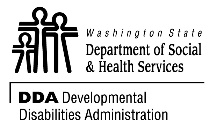 Washington State
Department of Social
& Health Services
DDA Developmental
Disabilities Administration